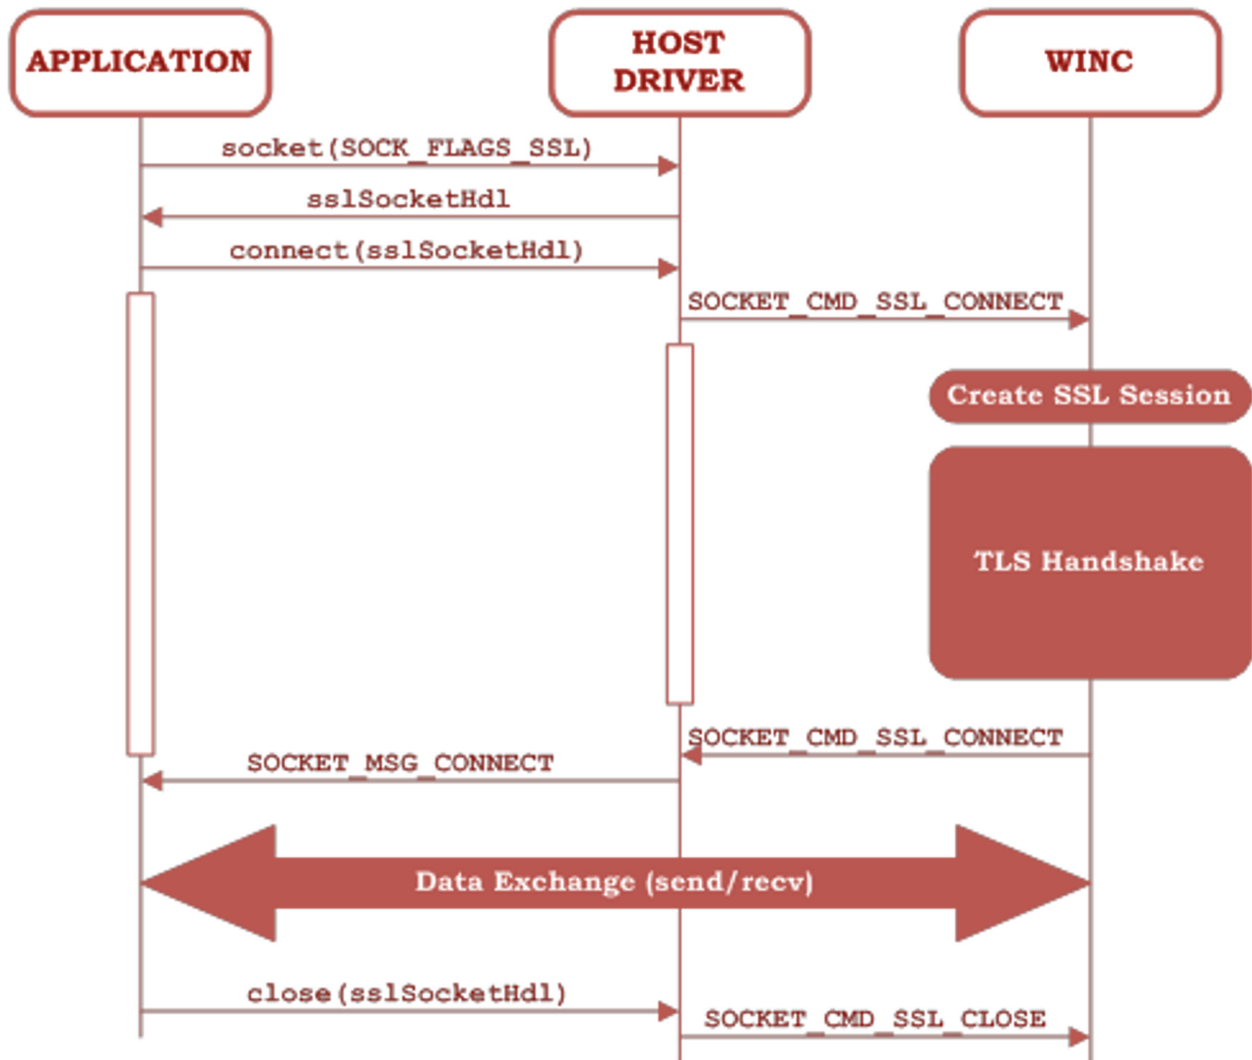 APPLICATION
HOST
DRIVER
WINC
socket(SOCK_FLAGS_SSL)
sslSocketHdl
connect(sslSocketHdl)
SOCKET_CMD_SSL_CONNECT
Create SSL Session
TLS Handshake
SOCKET_CMD_SSL_CONNECT
SOCKET_MSG_CONNECT
Data Exchange (send/recv)
close(sslSocketHdl)
SOCKET_CMD_SSL_CLOSE